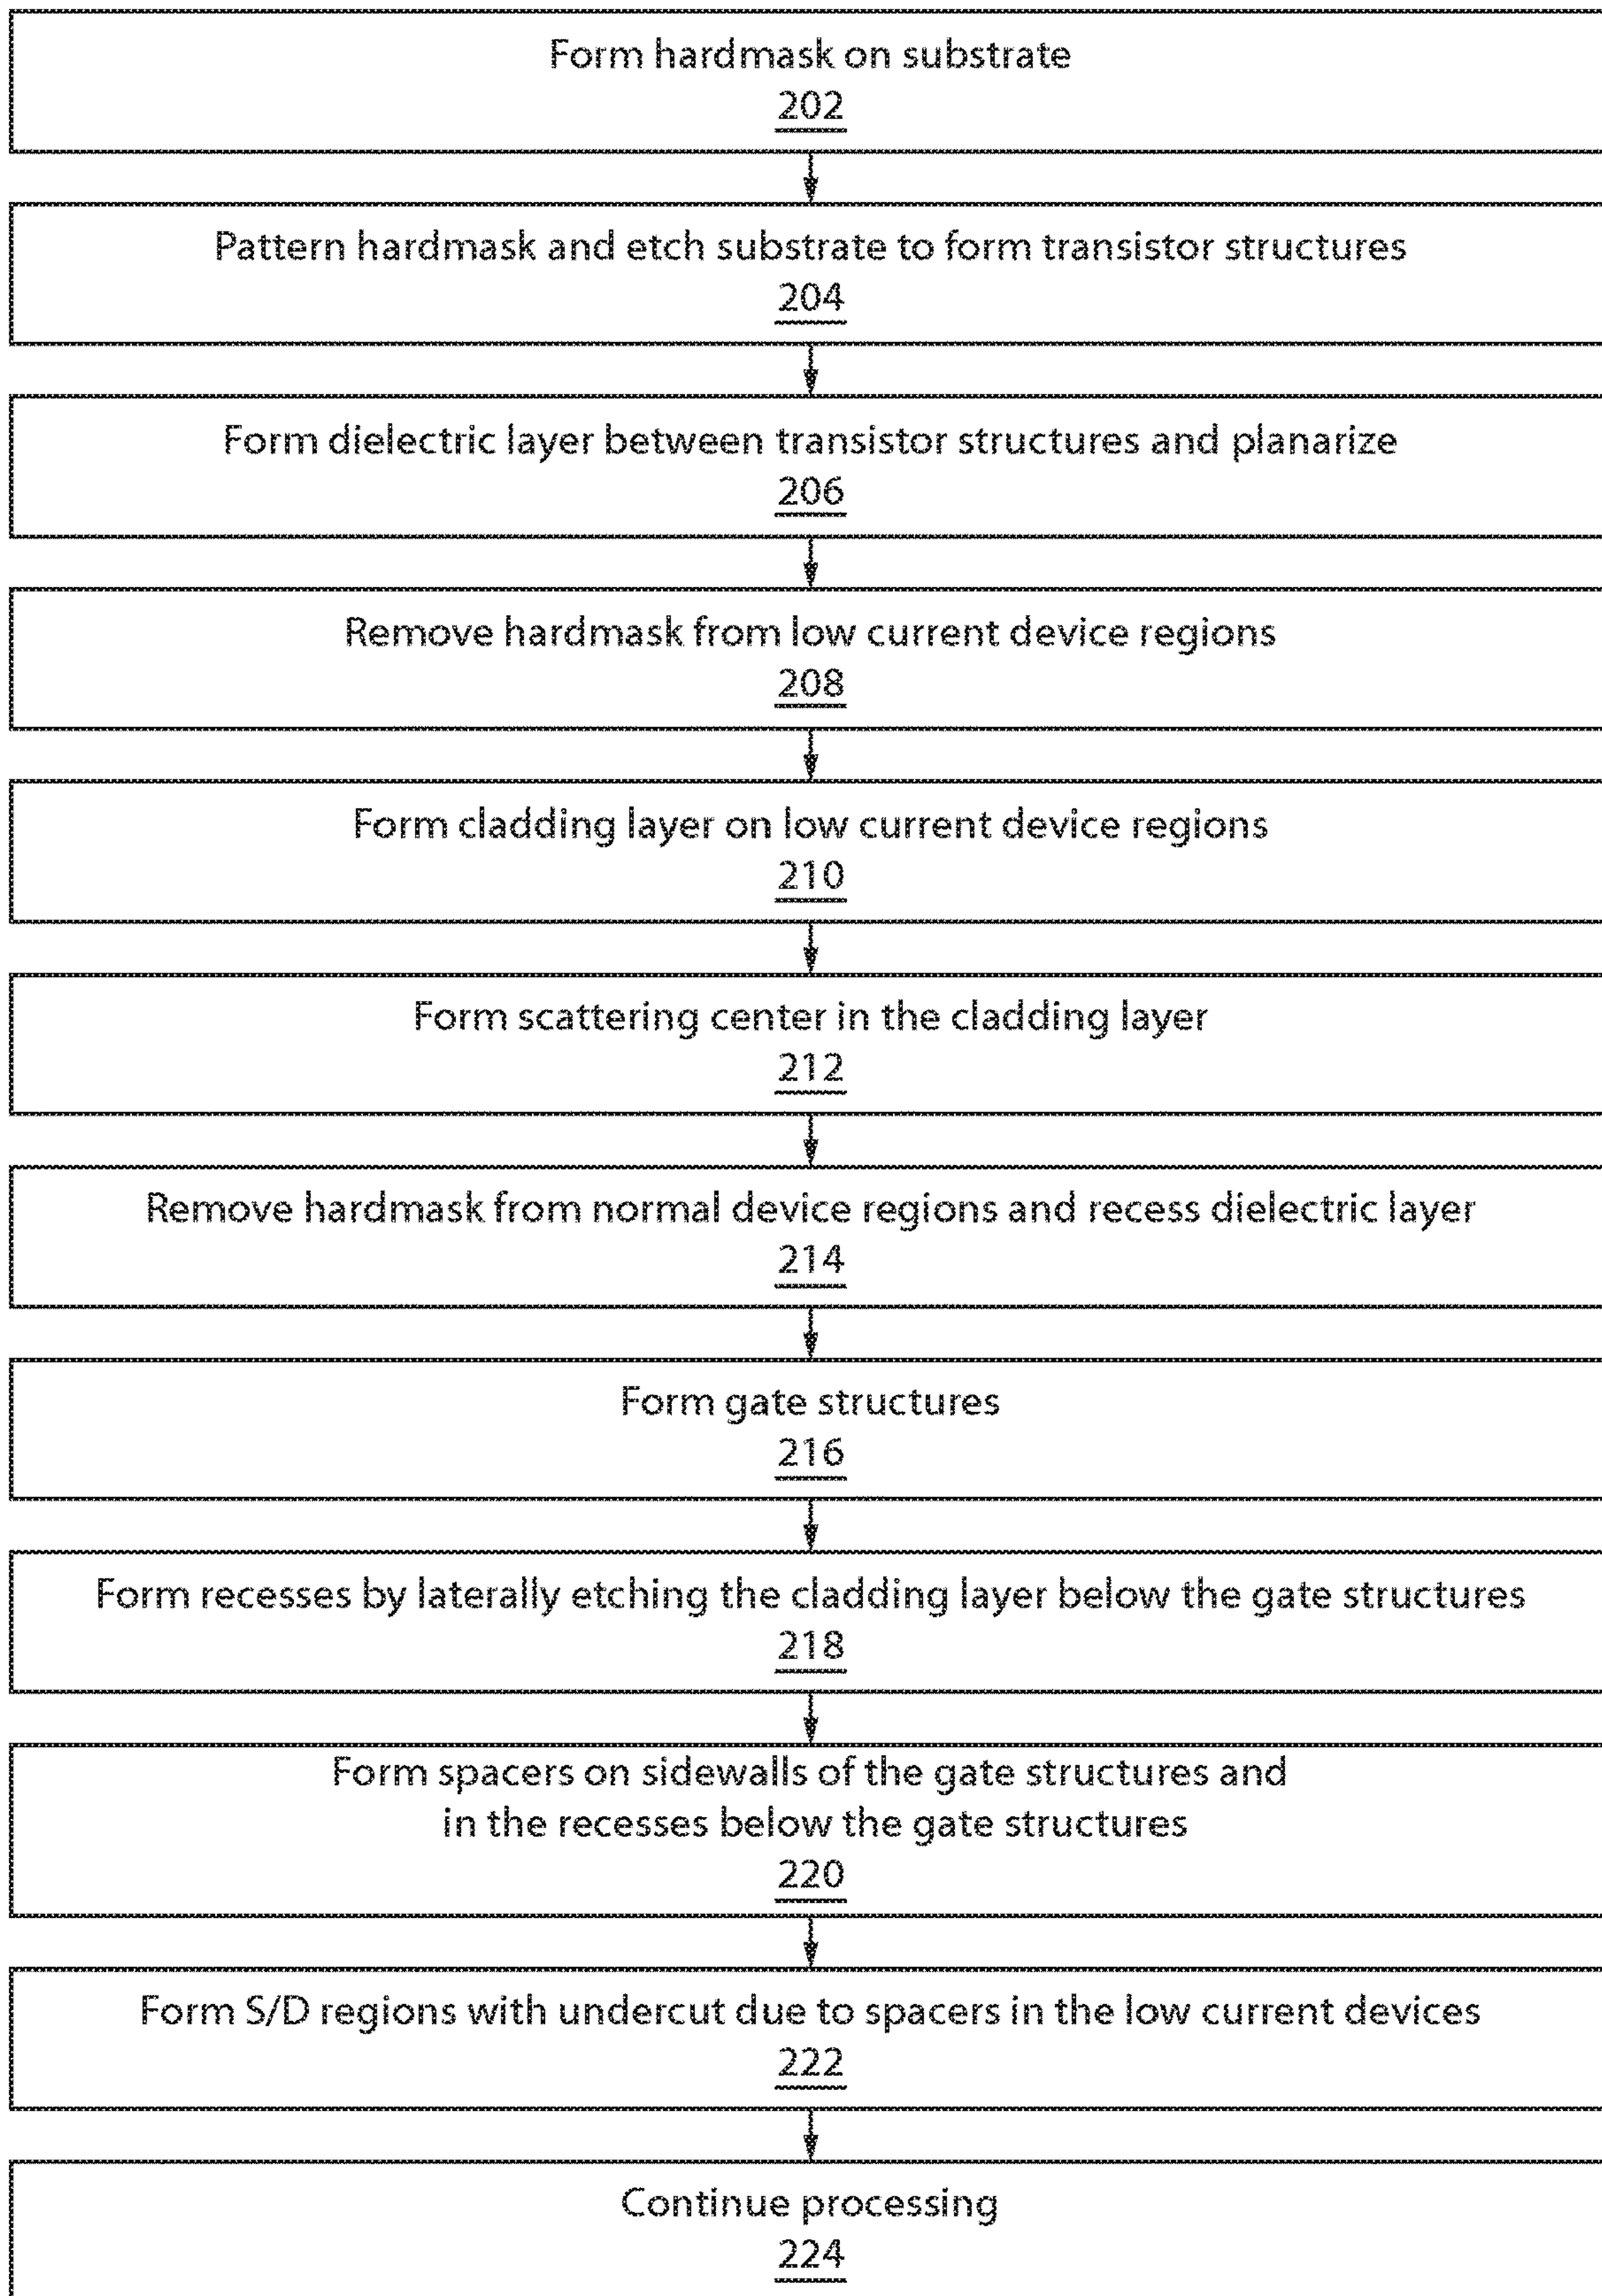 Form hardmask on substrate
202
Pattern hardmask and etch substrate to form transistor structures
204
Form dielectric layer between transistor structures and planarize
206
Remove hardmask from low current device regions
208
Form cladding layer on low current device regions
210
Form scattering center in the cladding layer
212
Remove hardmask from normal device regions and recess dielectric layer
214
Form gate structures
216
Form recesses by laterally etching the cladding layer below the gate structures
218
Form spacers on sidewalls of the gate structures and
in the recesses below the gate structures
220
Form S/D regions with undercut due to spacers in the low current devices
222
Continue processing
224